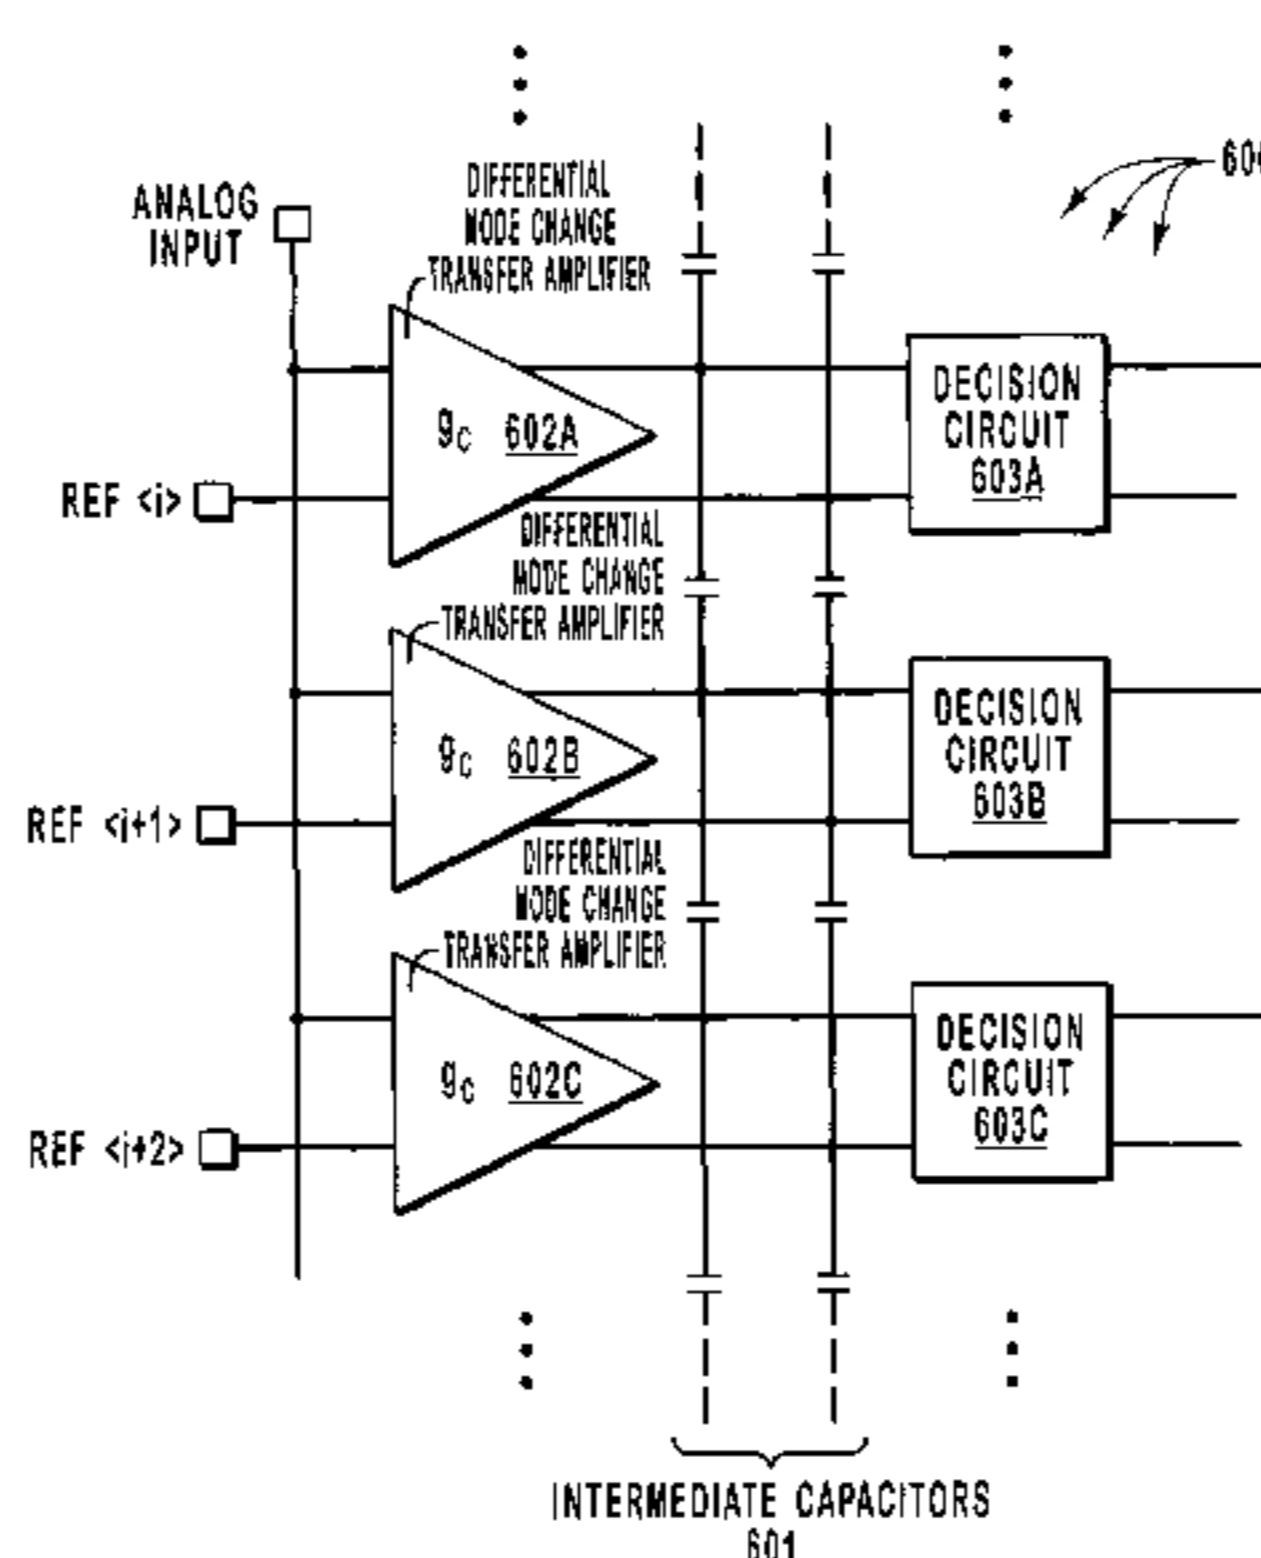 ANALOG
INPUT
DIFFERENTIAL
MODE CHANGE
TRANSFER AMPLIFIER
gC 602A
REF <i>
DECISION
CIRCUIT
603A
DIFFERENTIAL
MODE CHANGE
TRANSFER AMPLIFIER
gC 602B
REF <i+1>
DECISION
CIRCUIT
603B
DIFFERENTIAL
MODE CHANGE
TRANSFER AMPLIFIER
gC 602C
REF <i+2>
DECISION
CIRCUIT
603C
INTERMEDIATE CAPACITORS
601